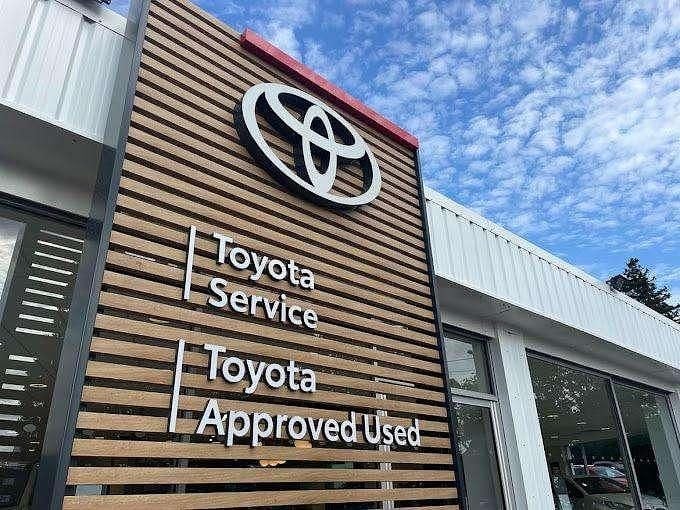 Toyota
Service
Toyota
Approved Used